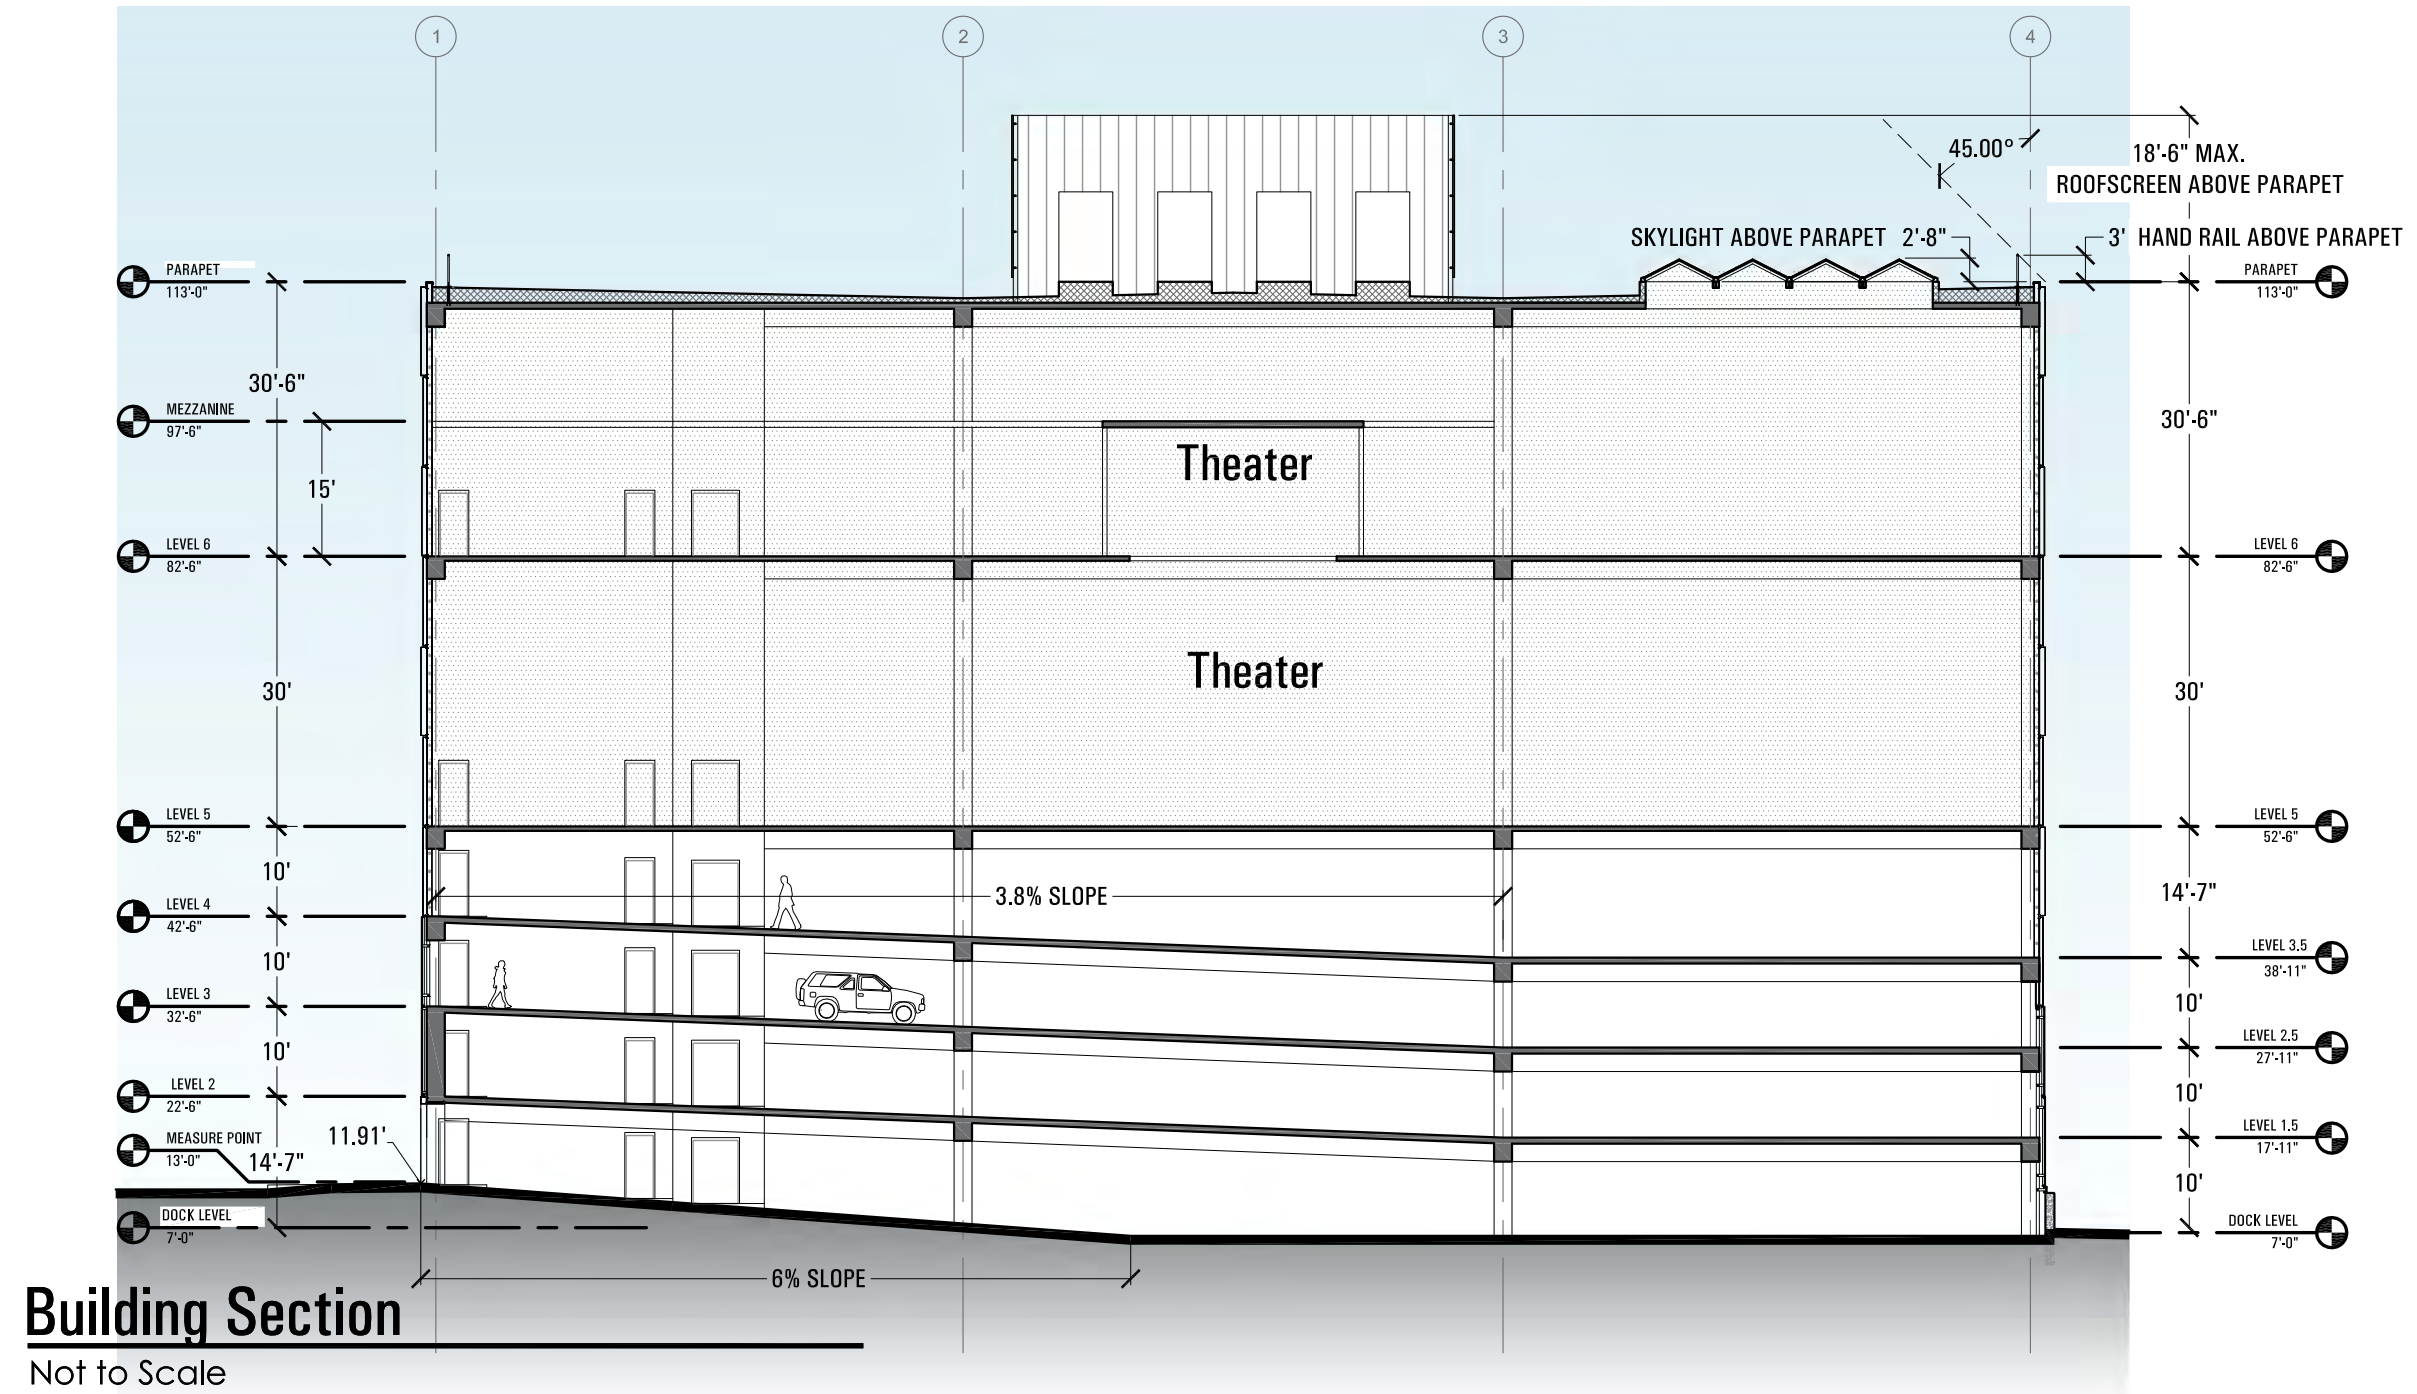 1 2 3 4
45.00°
18'-6" MAX.
ROOFSCREEN ABOVE PARAPET
SKYLIGHT ABOVE PARAPET 2'-8"
3' HAND RAIL ABOVE PARAPET
PARAPET
113'-0"
PARAPET
113'-0"
30'-6"
MEZZANINE
97'-6"
30'-6"
Theater
15'
LEVEL 6
82'-6"
LEVEL 6
82'-6"
Theater
30'
30'
LEVEL 5
52'-6"
LEVEL 5
52'-6"
10'
3.8% SLOPE
14'-7"
LEVEL 4
42'-6"
LEVEL 3.5
38'-11"
10'
LEVEL 3
32'-6"
10'
LEVEL 2.5
27'-11"
10'
LEVEL 2
22'-6"
10'
LEVEL 1.5
17'-11"
MEASURE POINT
13'-0"
11.91'
14'-7"
10'
DOCK LEVEL
7'-0"
DOCK LEVEL
7'-0"
6% SLOPE
Building Section
Not to Scale